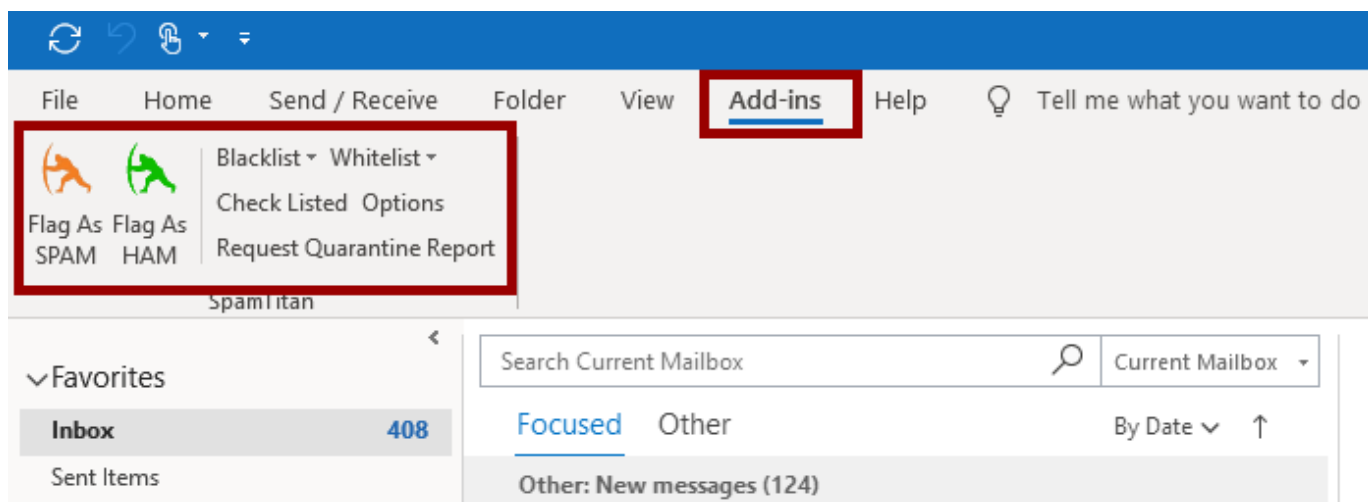 File Home Send / Receive Folder View Add-ins Help Tell me what you want to do
Blacklist Whitelist
Check Listed Options
Request Quarantine Report
Flag As SPAM
Flag As HAM
SpamTitan
Favorites
Inbox 408
Sent Items
Search Current Mailbox Current Mailbox
Focused Other By Date
Other: New messages (124)